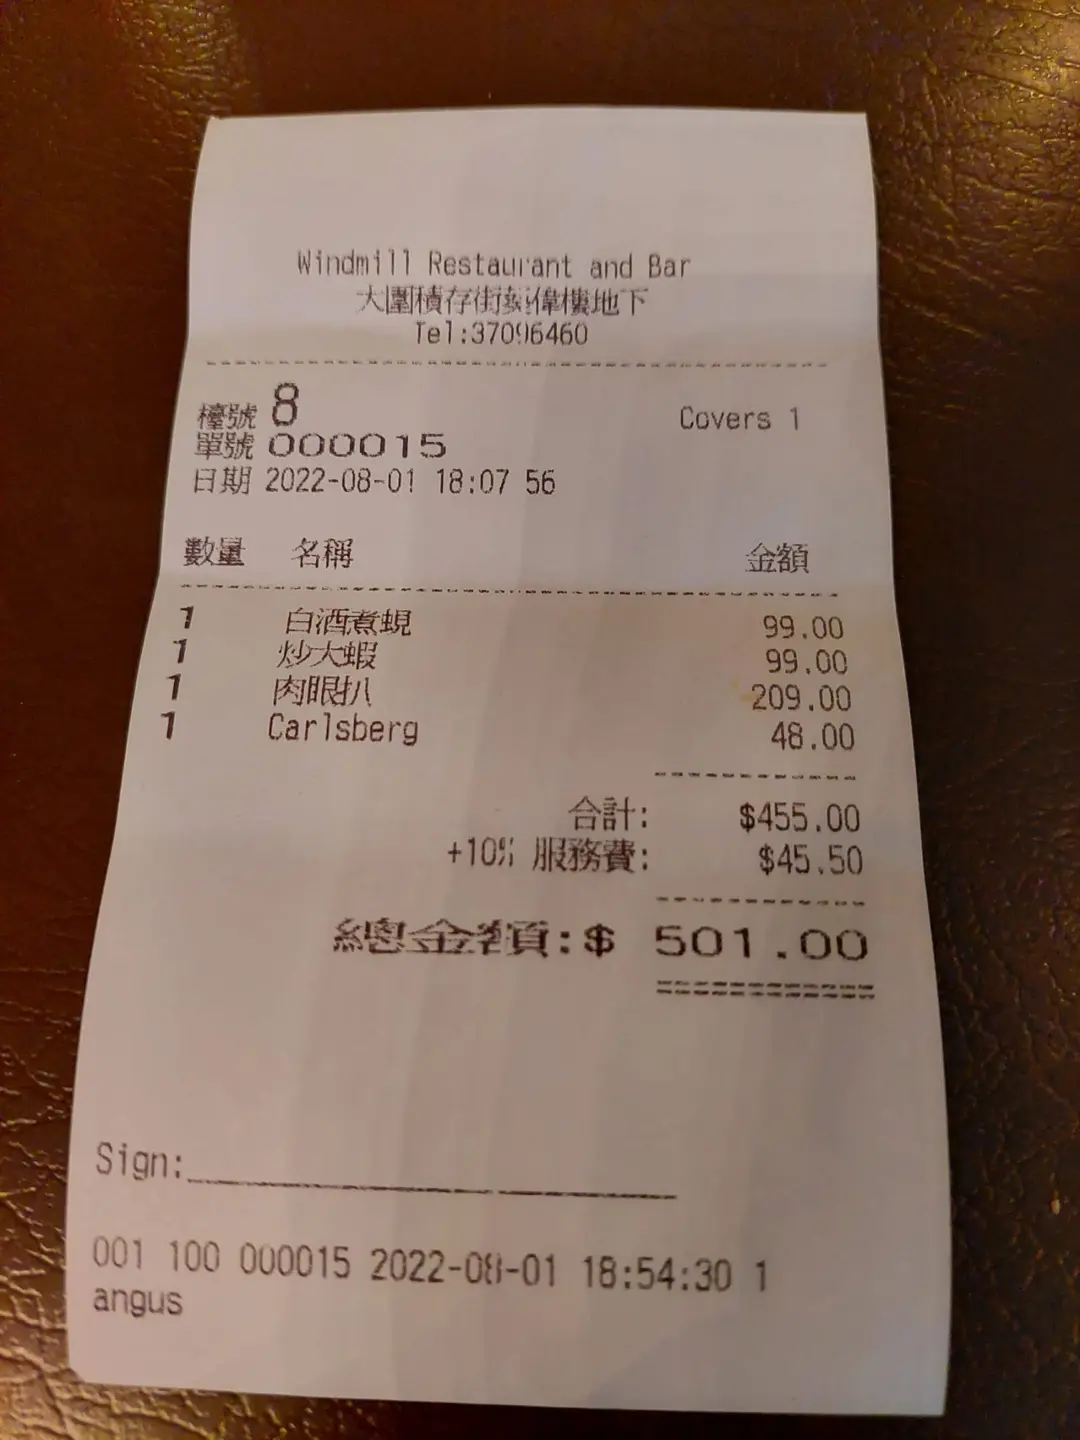 Windmill Restaurant and Bar
大圍積存街偉樓地下
Tel:37096460
檯號 8 Covers 1
單號 000015
日期 2022-08-01 18:07 56
數量 名稱 金額
1 白酒煮蜆 99.00
1 炒大蝦 99.00
1 肉眼扒 209.00
1 Carlsberg 48.00
合計: $455.00
+10% 服務費: $45.50
總金額:$ 501.00
Sign:
001 100 000015 2022-08-01 18:54:30 1
angus